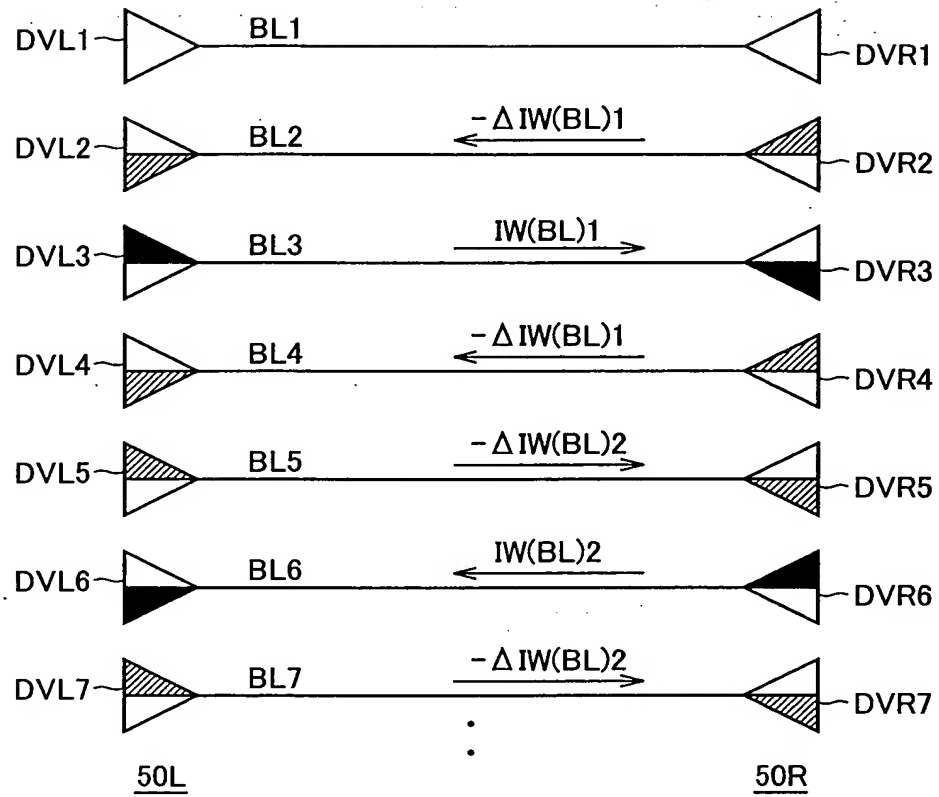 DVL1 BL1 DVR1
-ΔIW(BL)1
DVL2 BL2 DVR2
IW(BL)1
DVL3 BL3 DVR3
-ΔIW(BL)1
DVL4 BL4 DVR4
-ΔIW(BL)2
DVL5 BL5 DVR5
IW(BL)2
DVL6 BL6 DVR6
-ΔIW(BL)2
DVL7 BL7 DVR7
50L 50R